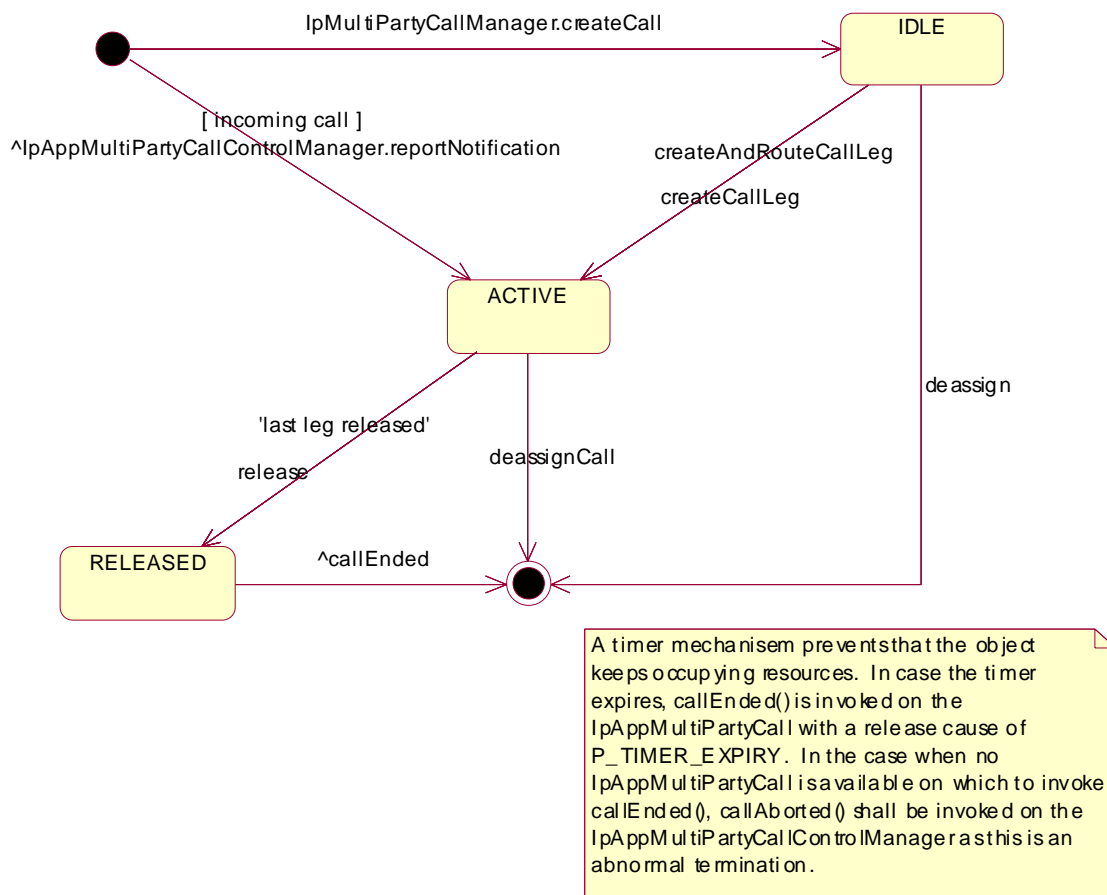 IpMultiPartyCallManager.createCall
IDLE
[ incoming call ]
^IpAppMultiPartyCallControlManager.reportNotification
createAndRouteCallLeg
createCallLeg
ACTIVE
deassign
'last leg released'
deassignCall
release
RELEASED
^callEnded
A timer mechanisem prevents that the object
keeps occupying resources. In case the timer
expires, callEnded() is invoked on the
IpAppMultiPartyCall with a release cause of
P_TIMER_EXPIRY. In the case when no
IpAppMultiPartyCall is available on which to invoke
callEnded(), callAborted() shall be invoked on the
IpAppMultiPartyCallControlManager as this is an
abnormal termination.